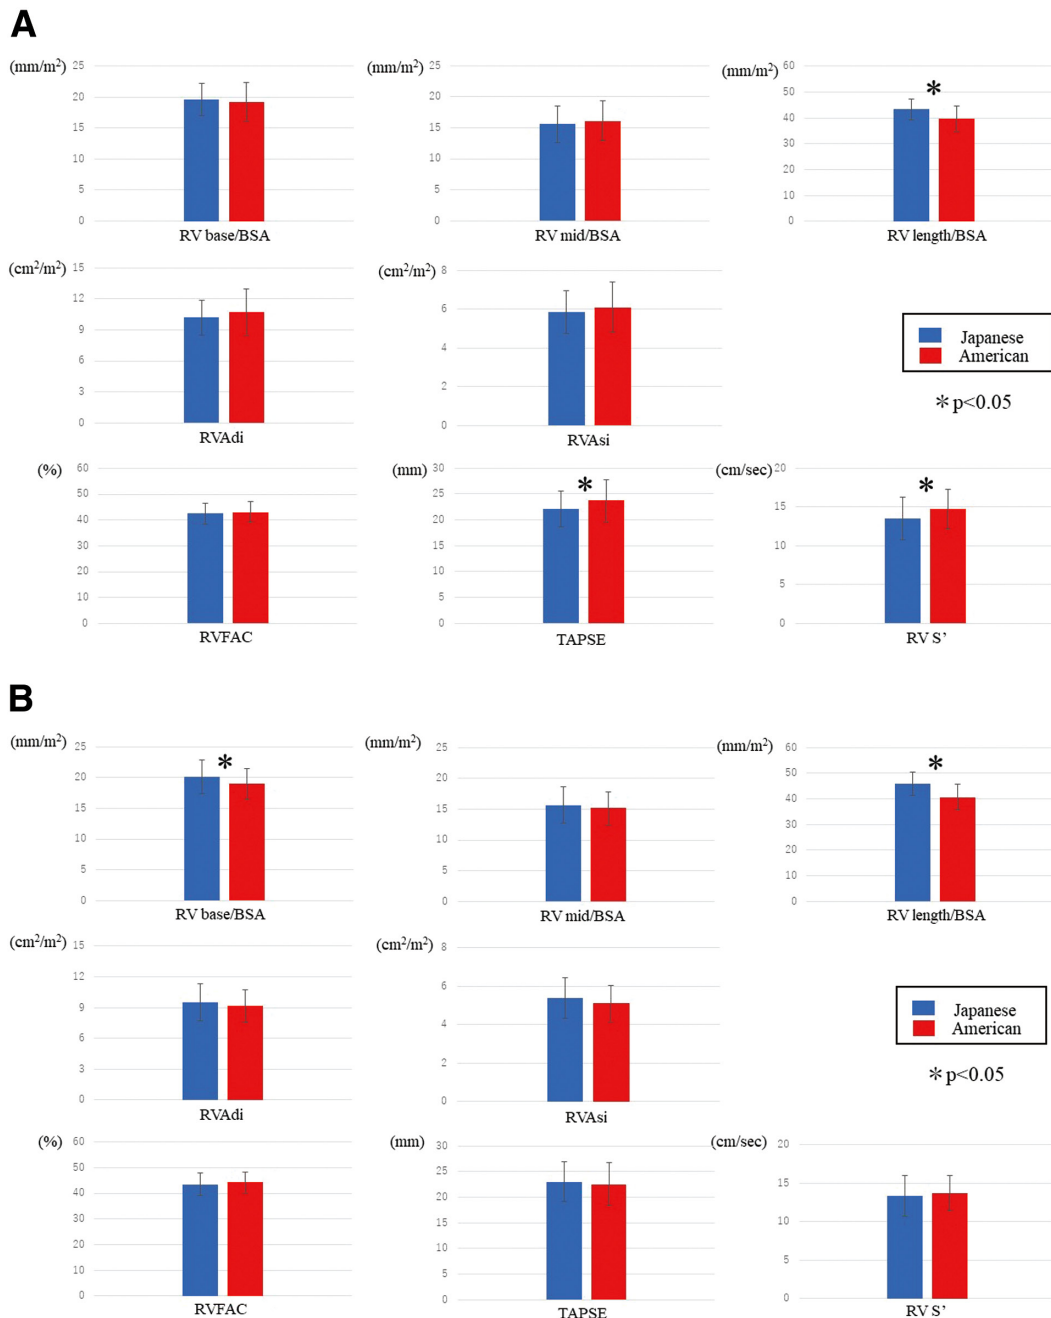 A
(mm/m²)
25
20
15
10
5
0
RV base/BSA
(mm/m²)
25
20
15
10
5
0
RV mid/BSA
(mm/m²)
60
50
40
30
20
10
0
*
RV length/BSA
(cm²/m²)
15
12
9
6
3
0
RVAdi
(cm²/m²)
8
6
4
2
0
RVAsi
Japanese
American
* p<0.05
(%)
60
50
40
30
20
10
0
RVFAC
(mm)
30
25
20
15
10
5
0
*
TAPSE
(cm/sec)
20
15
10
5
0
*
RV S’
B
(mm/m²)
25
20
15
10
5
0
*
RV base/BSA
(mm/m²)
25
20
15
10
5
0
RV mid/BSA
(mm/m²)
60
50
40
30
20
10
0
*
RV length/BSA
(cm²/m²)
15
12
9
6
3
0
RVAdi
(cm²/m²)
8
6
4
2
0
RVAsi
Japanese
American
* p<0.05
(%)
60
50
40
30
20
10
0
RVFAC
(mm)
30
25
20
15
10
5
0
TAPSE
(cm/sec)
20
15
10
5
0
RV S’